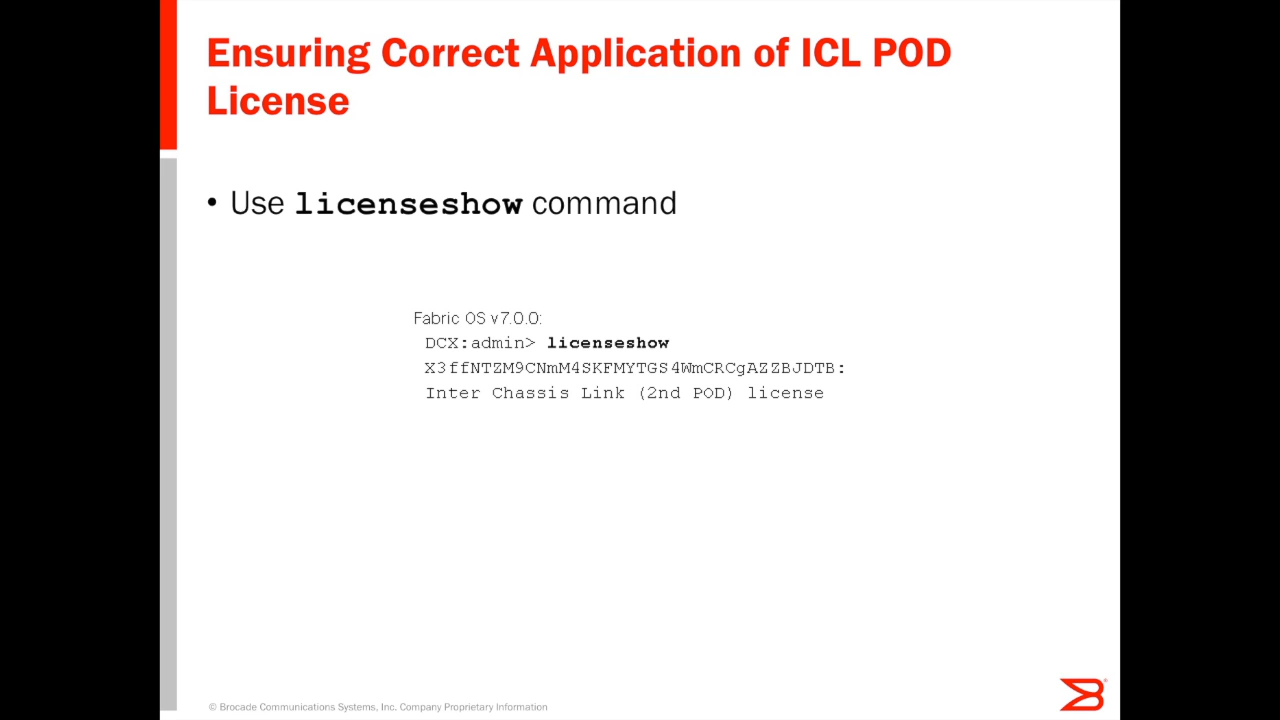 Ensuring Correct Application of ICL POD
License
• Use licenseshow command
Fabric OS v7.0.0:
DCX:admin> licenseshow
X3ffNTZM9CNmM4SKFMYTGS4WmCRCgAZZBJDTB:
Inter Chassis Link (2nd POD) license
© Brocade Communications Systems, Inc. Company Proprietary Information